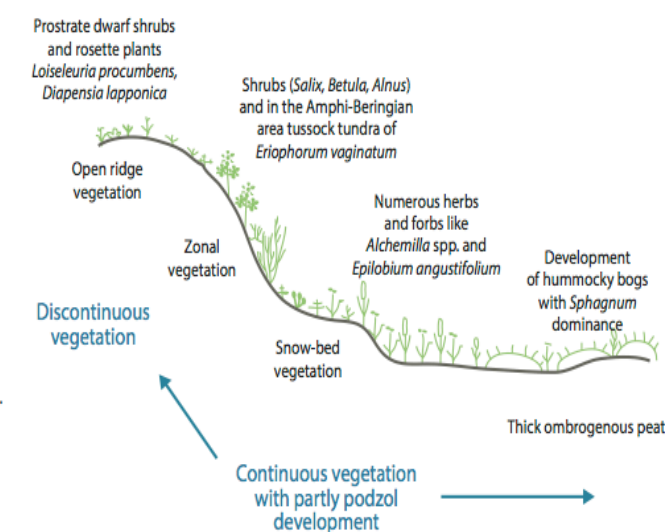 Prostrate dwarf shrubs
and rosette plants
Loiseleuria procumbens,
Diapensia lapponica
Shrubs (Salix, Betula, Alnus)
and in the Amphi-Beringian
area tussock tundra of
Eriophorum vaginatum
Open ridge
vegetation
Numerous herbs
and forbs like
Alchemilla spp. and
Epilobium angustifolium
Zonal
vegetation
Development
of hummocky bogs
with Sphagnum
dominance
Discontinuous
vegetation
Snow-bed
vegetation
Thick ombrogenous peat
Continuous vegetation
with partly podzol
development